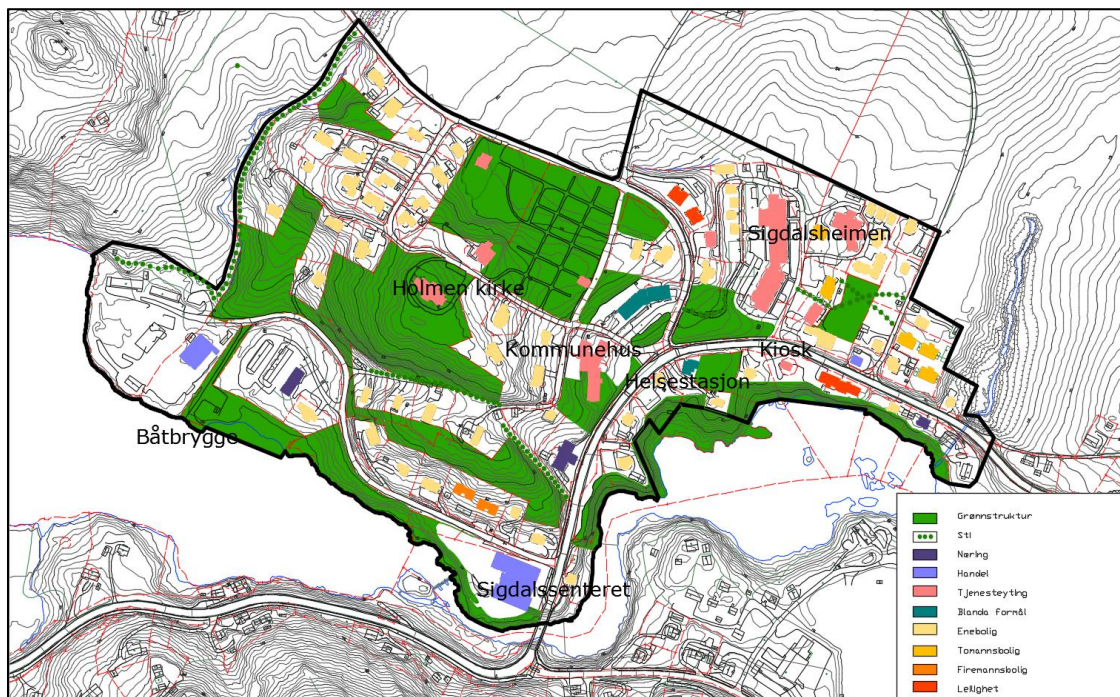 Sigdalsheimen
Holmen kirke
Kommunehus
Kiosk
Helsestasjon
Båtbrygge
Sigdalssenteret
Grønnstruktur
Sti
Næring
Handel
Tjenesteyting
Blanda formål
Enebolig
Tomannsbolig
Firemannsbolig
Leilighet